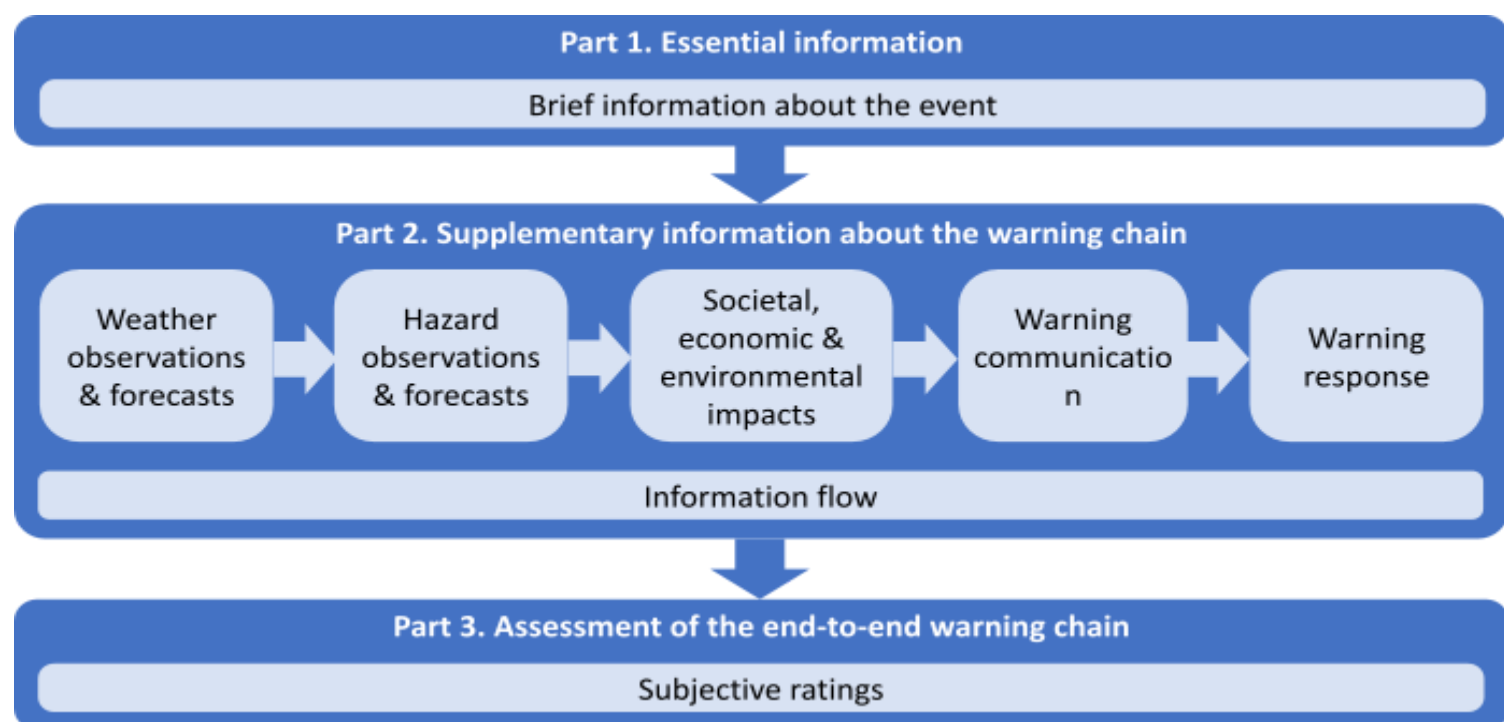 Part 1. Essential information
Brief information about the event
Part 2. Supplementary information about the warning chain
Weather
observations
& forecasts
Hazard
observations
& forecasts
Societal,
economic &
environmental
impacts
Warning
communicatio
n
Warning
response
Information flow
Part 3. Assessment of the end-to-end warning chain
Subjective ratings